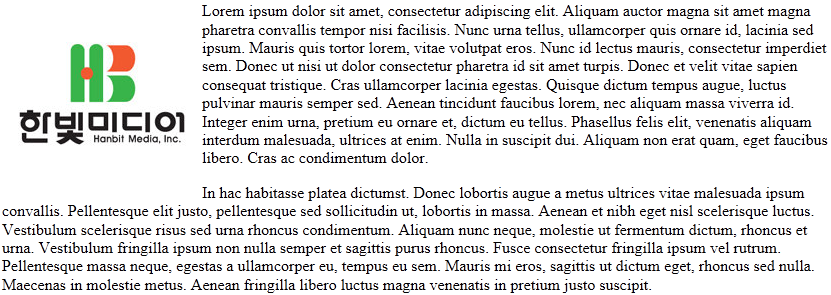 한빛미디어
Hanbit Media, Inc.
Lorem ipsum dolor sit amet, consectetur adipiscing elit. Aliquam auctor magna sit amet magna
pharetra convallis tempor nisi facilisis. Nunc urna tellus, ullamcorper quis ornare id, lacinia sed
ipsum. Mauris quis tortor lorem, vitae volutpat eros. Nunc id lectus mauris, consectetur imperdiet
sem. Donec ut nisi ut dolor consectetur pharetra id sit amet turpis. Donec et velit vitae sapien
consequat tristique. Cras ullamcorper lacinia egestas. Quisque dictum tempus augue, luctus
pulvinar mauris semper sed. Aenean tincidunt faucibus lorem, nec aliquam massa viverra id.
Integer enim urna, pretium eu ornare et, dictum eu tellus. Phasellus felis elit, venenatis aliquam
interdum malesuada, ultrices at enim. Nulla in suscipit dui. Aliquam non erat quam, eget faucibus
libero. Cras ac condimentum dolor.
In hac habitasse platea dictumst. Donec lobortis augue a metus ultrices vitae malesuada ipsum
convallis. Pellentesque elit justo, pellentesque sed sollicitudin ut, lobortis in massa. Aenean et nibh eget nisl scelerisque luctus.
Vestibulum scelerisque risus sed urna rhoncus condimentum. Aliquam nunc neque, molestie ut fermentum dictum, rhoncus et
urna. Vestibulum fringilla ipsum non nulla semper et sagittis purus rhoncus. Fusce consectetur fringilla ipsum vel rutrum.
Pellentesque massa neque, egestas a ullamcorper eu, tempus eu sem. Mauris mi eros, sagittis ut dictum eget, rhoncus sed nulla.
Maecenas in molestie metus. Aenean fringilla libero luctus magna venenatis in pretium justo suscipit.